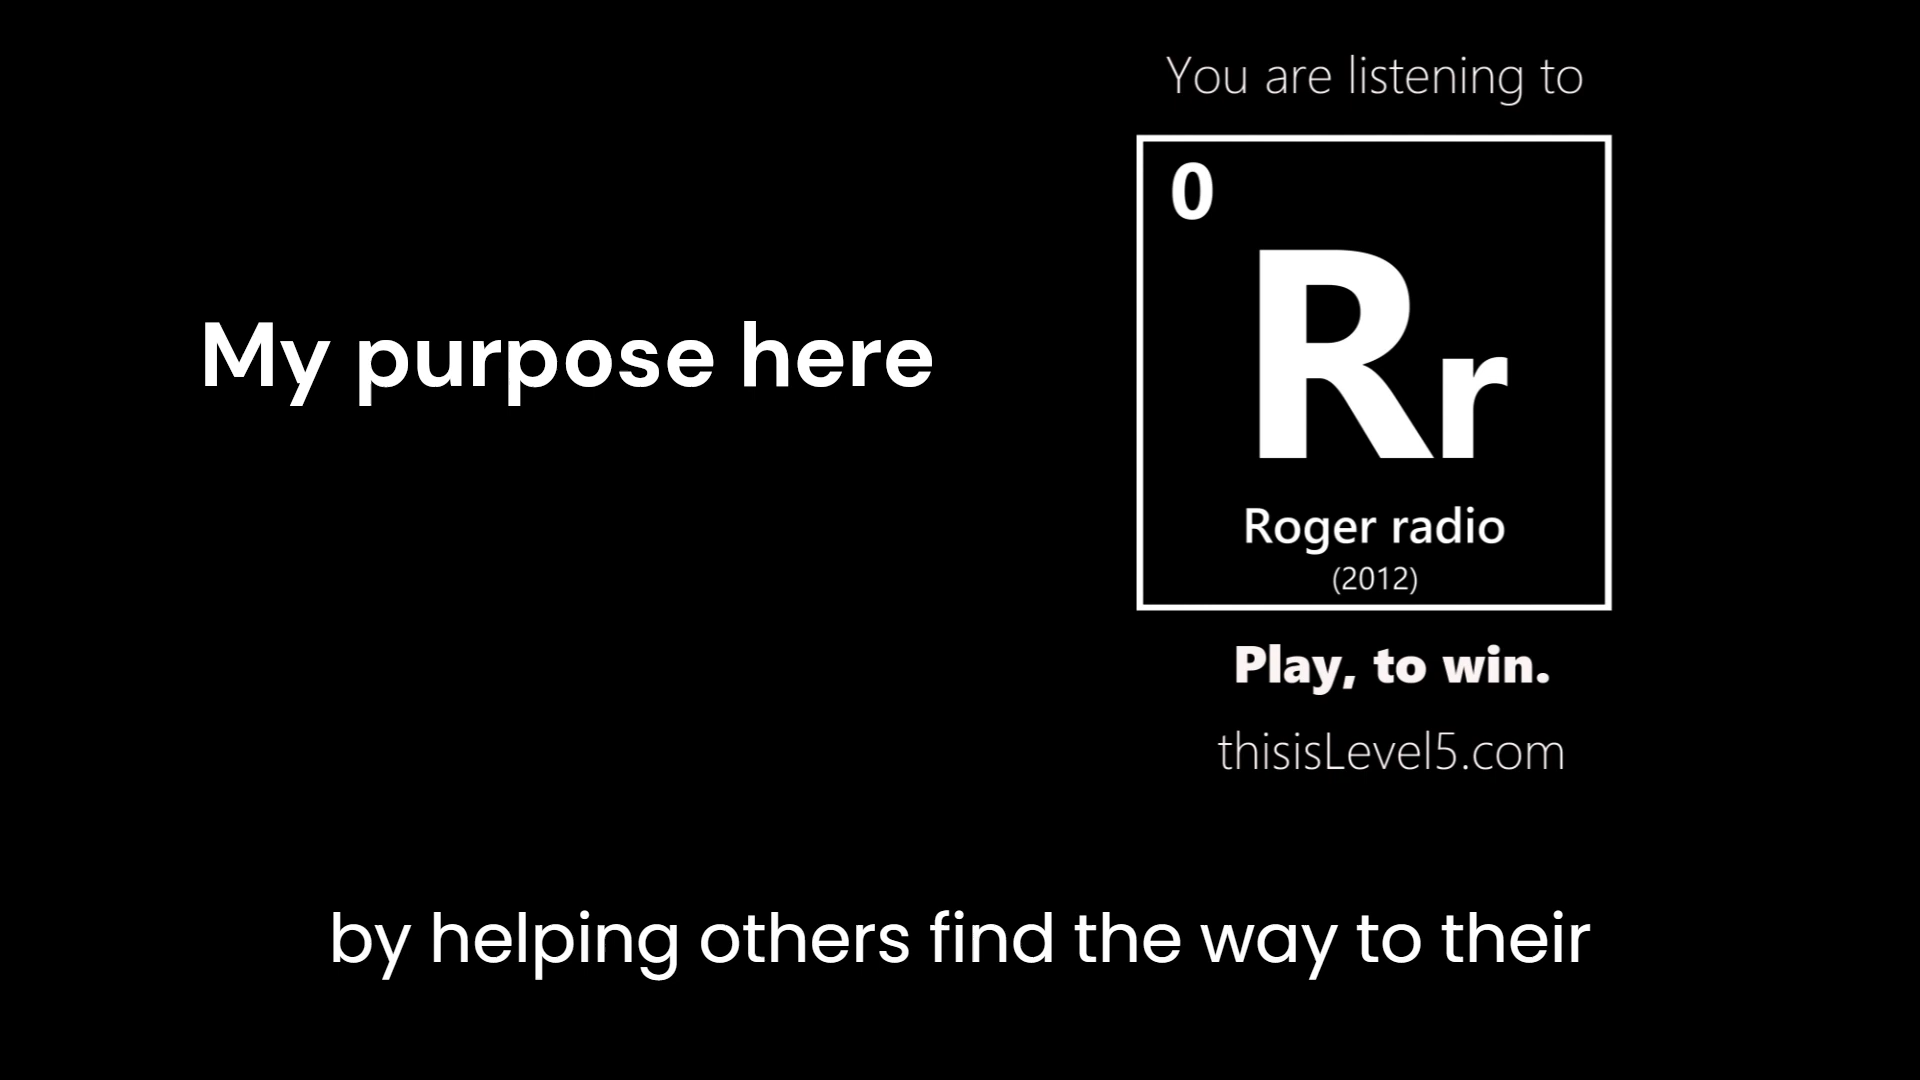 My purpose here
You are listening to
0
Rr
Roger radio
(2012)
Play, to win.
thisisLevel5.com
by helping others find the way to their